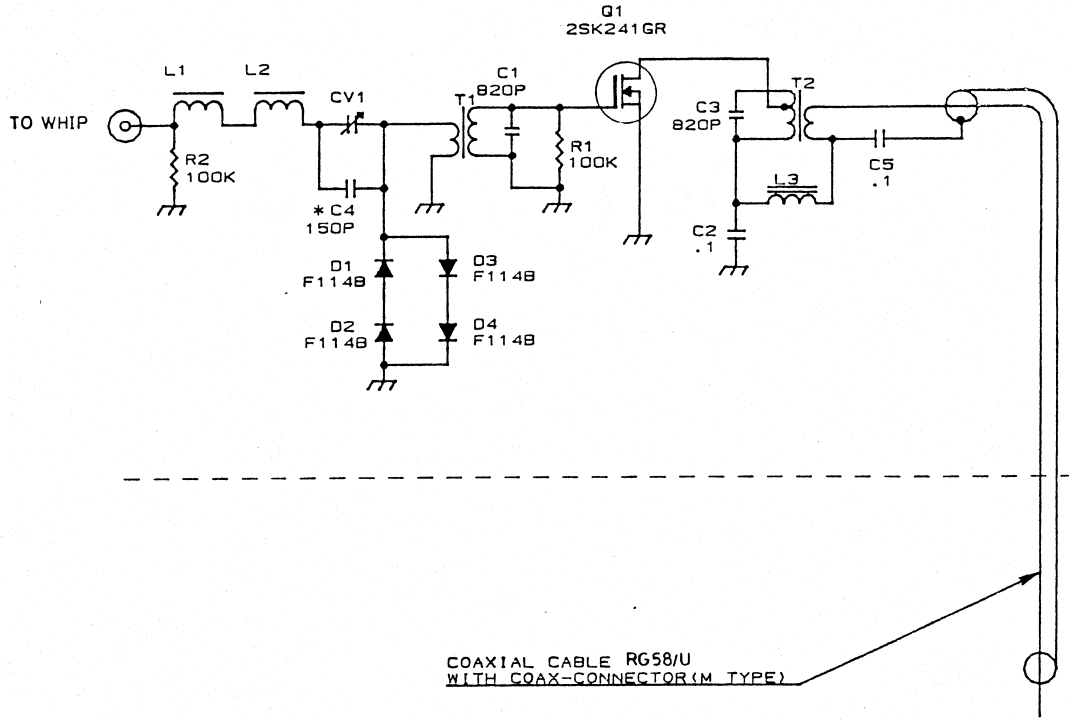 Q1
2SK241GR
L1
L2
C1
820P
CV1
T1
T2
C3
820P
TO WHIP
R2
100K
R1
100K
C5
.1
L3
* C4
150P
C2
.1
D1
F114B
D3
F114B
D2
F114B
D4
F114B
COAXIAL CABLE RG58/U
WITH COAX-CONNECTOR(M TYPE)